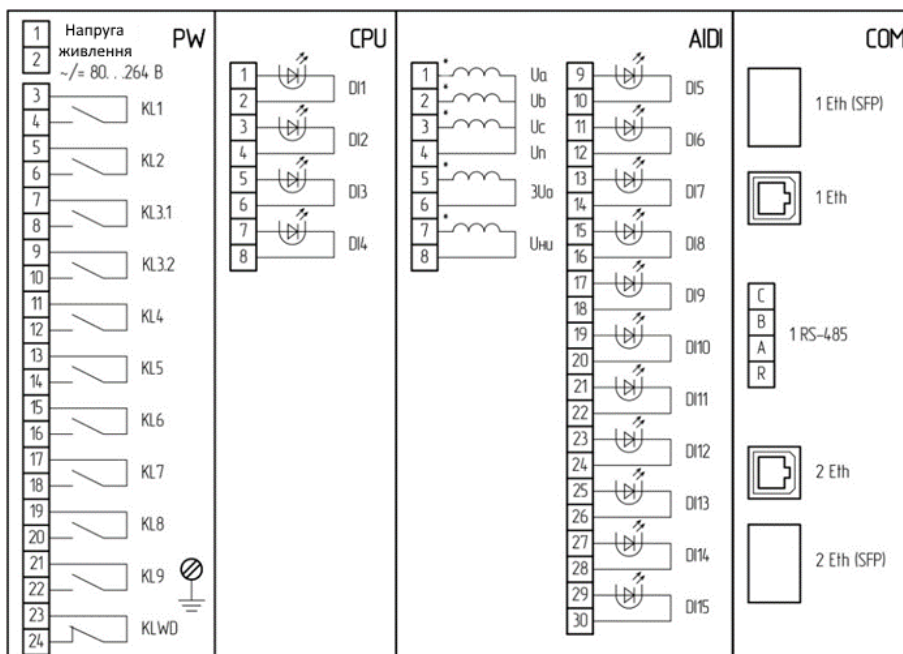 PW
1 Напруга
2 живлення
~/= 80. . .264 В
3
4
KL1
5
6
KL2
7
8
KL3.1
9
10
KL3.2
11
12
KL4
13
14
KL5
15
16
KL6
17
18
KL7
19
20
KL8
21
22
KL9
23
24
KLWD
CPU
1
2
DI1
3
4
DI2
5
6
DI3
7
8
DI4
AIDI
1 * Ua
2 * Ub
3 * Uc
4 Un
5 *
6
3Uo
7 *
8
Uни
9
10
DI5
11
12
DI6
13
14
DI7
15
16
DI8
17
18
DI9
19
20
DI10
21
22
DI11
23
24
DI12
25
26
DI13
27
28
DI14
29
30
DI15
COM
1 Eth (SFP)
1 Eth
C
B
A
R
1 RS-485
2 Eth
2 Eth (SFP)